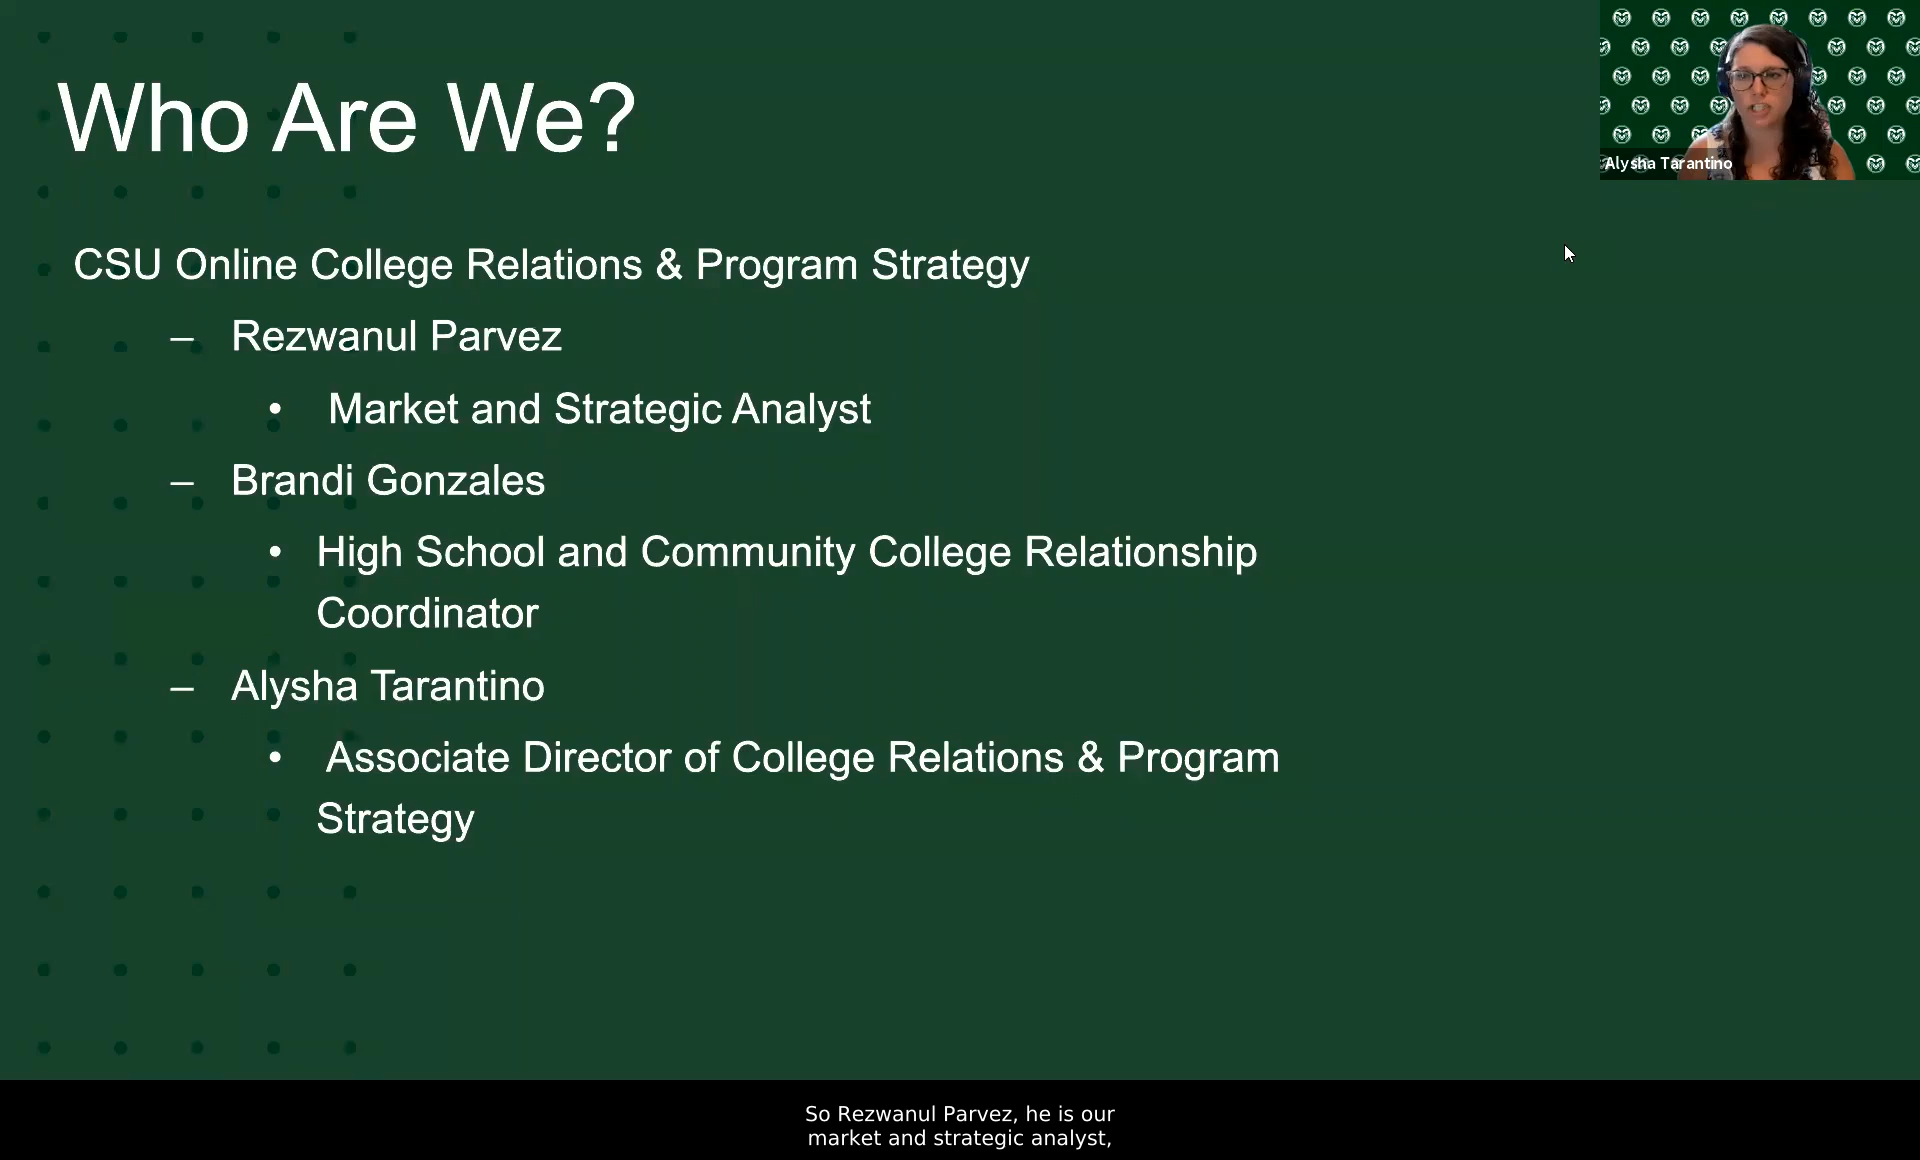 Who Are We?
Alysha Tarantino
CSU Online College Relations & Program Strategy
– Rezwanul Parvez
• Market and Strategic Analyst
– Brandi Gonzales
• High School and Community College Relationship
Coordinator
– Alysha Tarantino
• Associate Director of College Relations & Program
Strategy
So Rezwanul Parvez, he is our
market and strategic analyst,